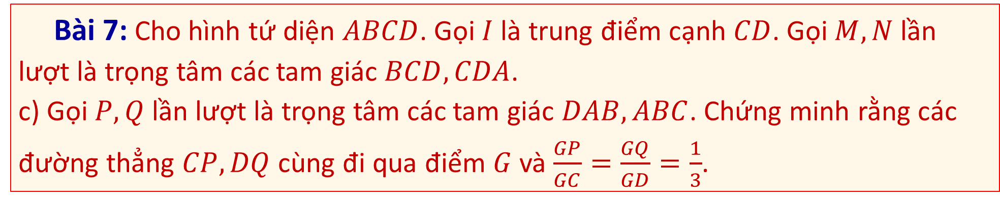 Bài 7: Cho hình tứ diện ABCD. Gọi I là trung điểm cạnh CD. Gọi M, N lần
lượt là trọng tâm các tam giác BCD, CDA.
c) Gọi P, Q lần lượt là trọng tâm các tam giác DAB, ABC. Chứng minh rằng các
đường thẳng CP, DQ cùng đi qua điểm G và GP/GC = GQ/GD = 1/3.